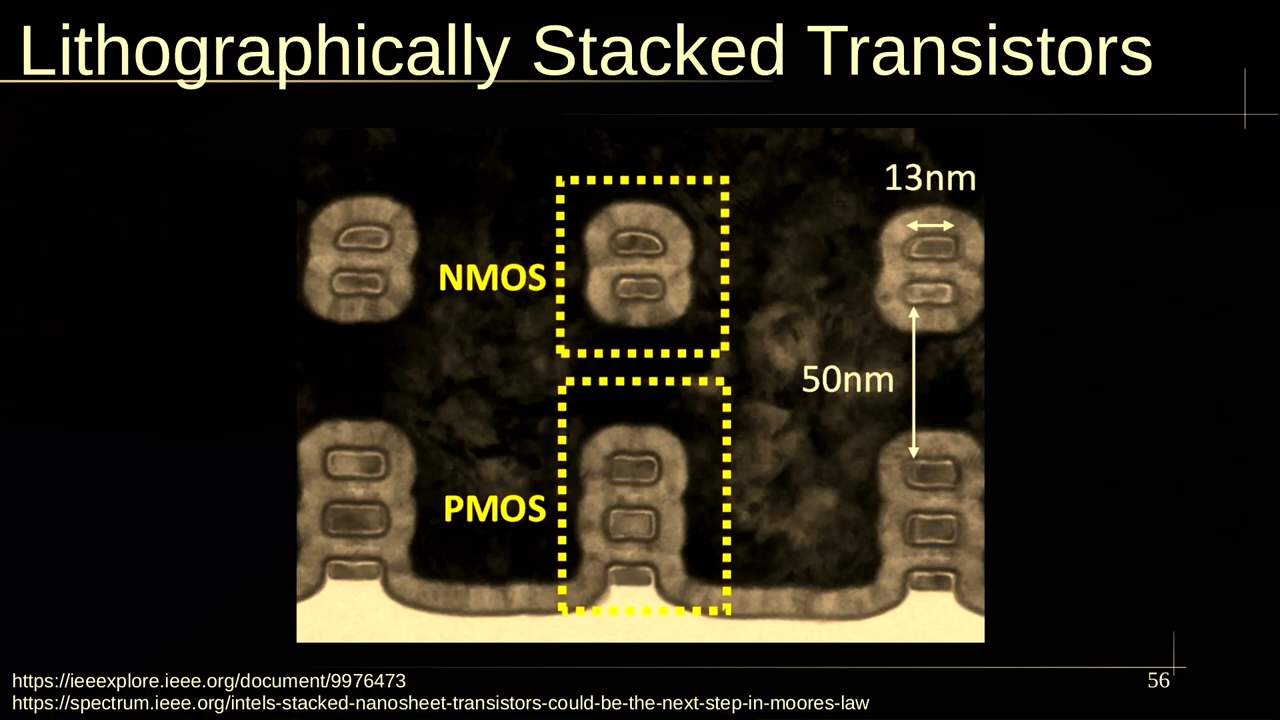 Lithographically Stacked Transistors
13nm
NMOS
50nm
PMOS
https://ieeexplore.ieee.org/document/9976473
56
https://spectrum.ieee.org/intels-stacked-nanosheet-transistors-could-be-the-next-step-in-moores-law